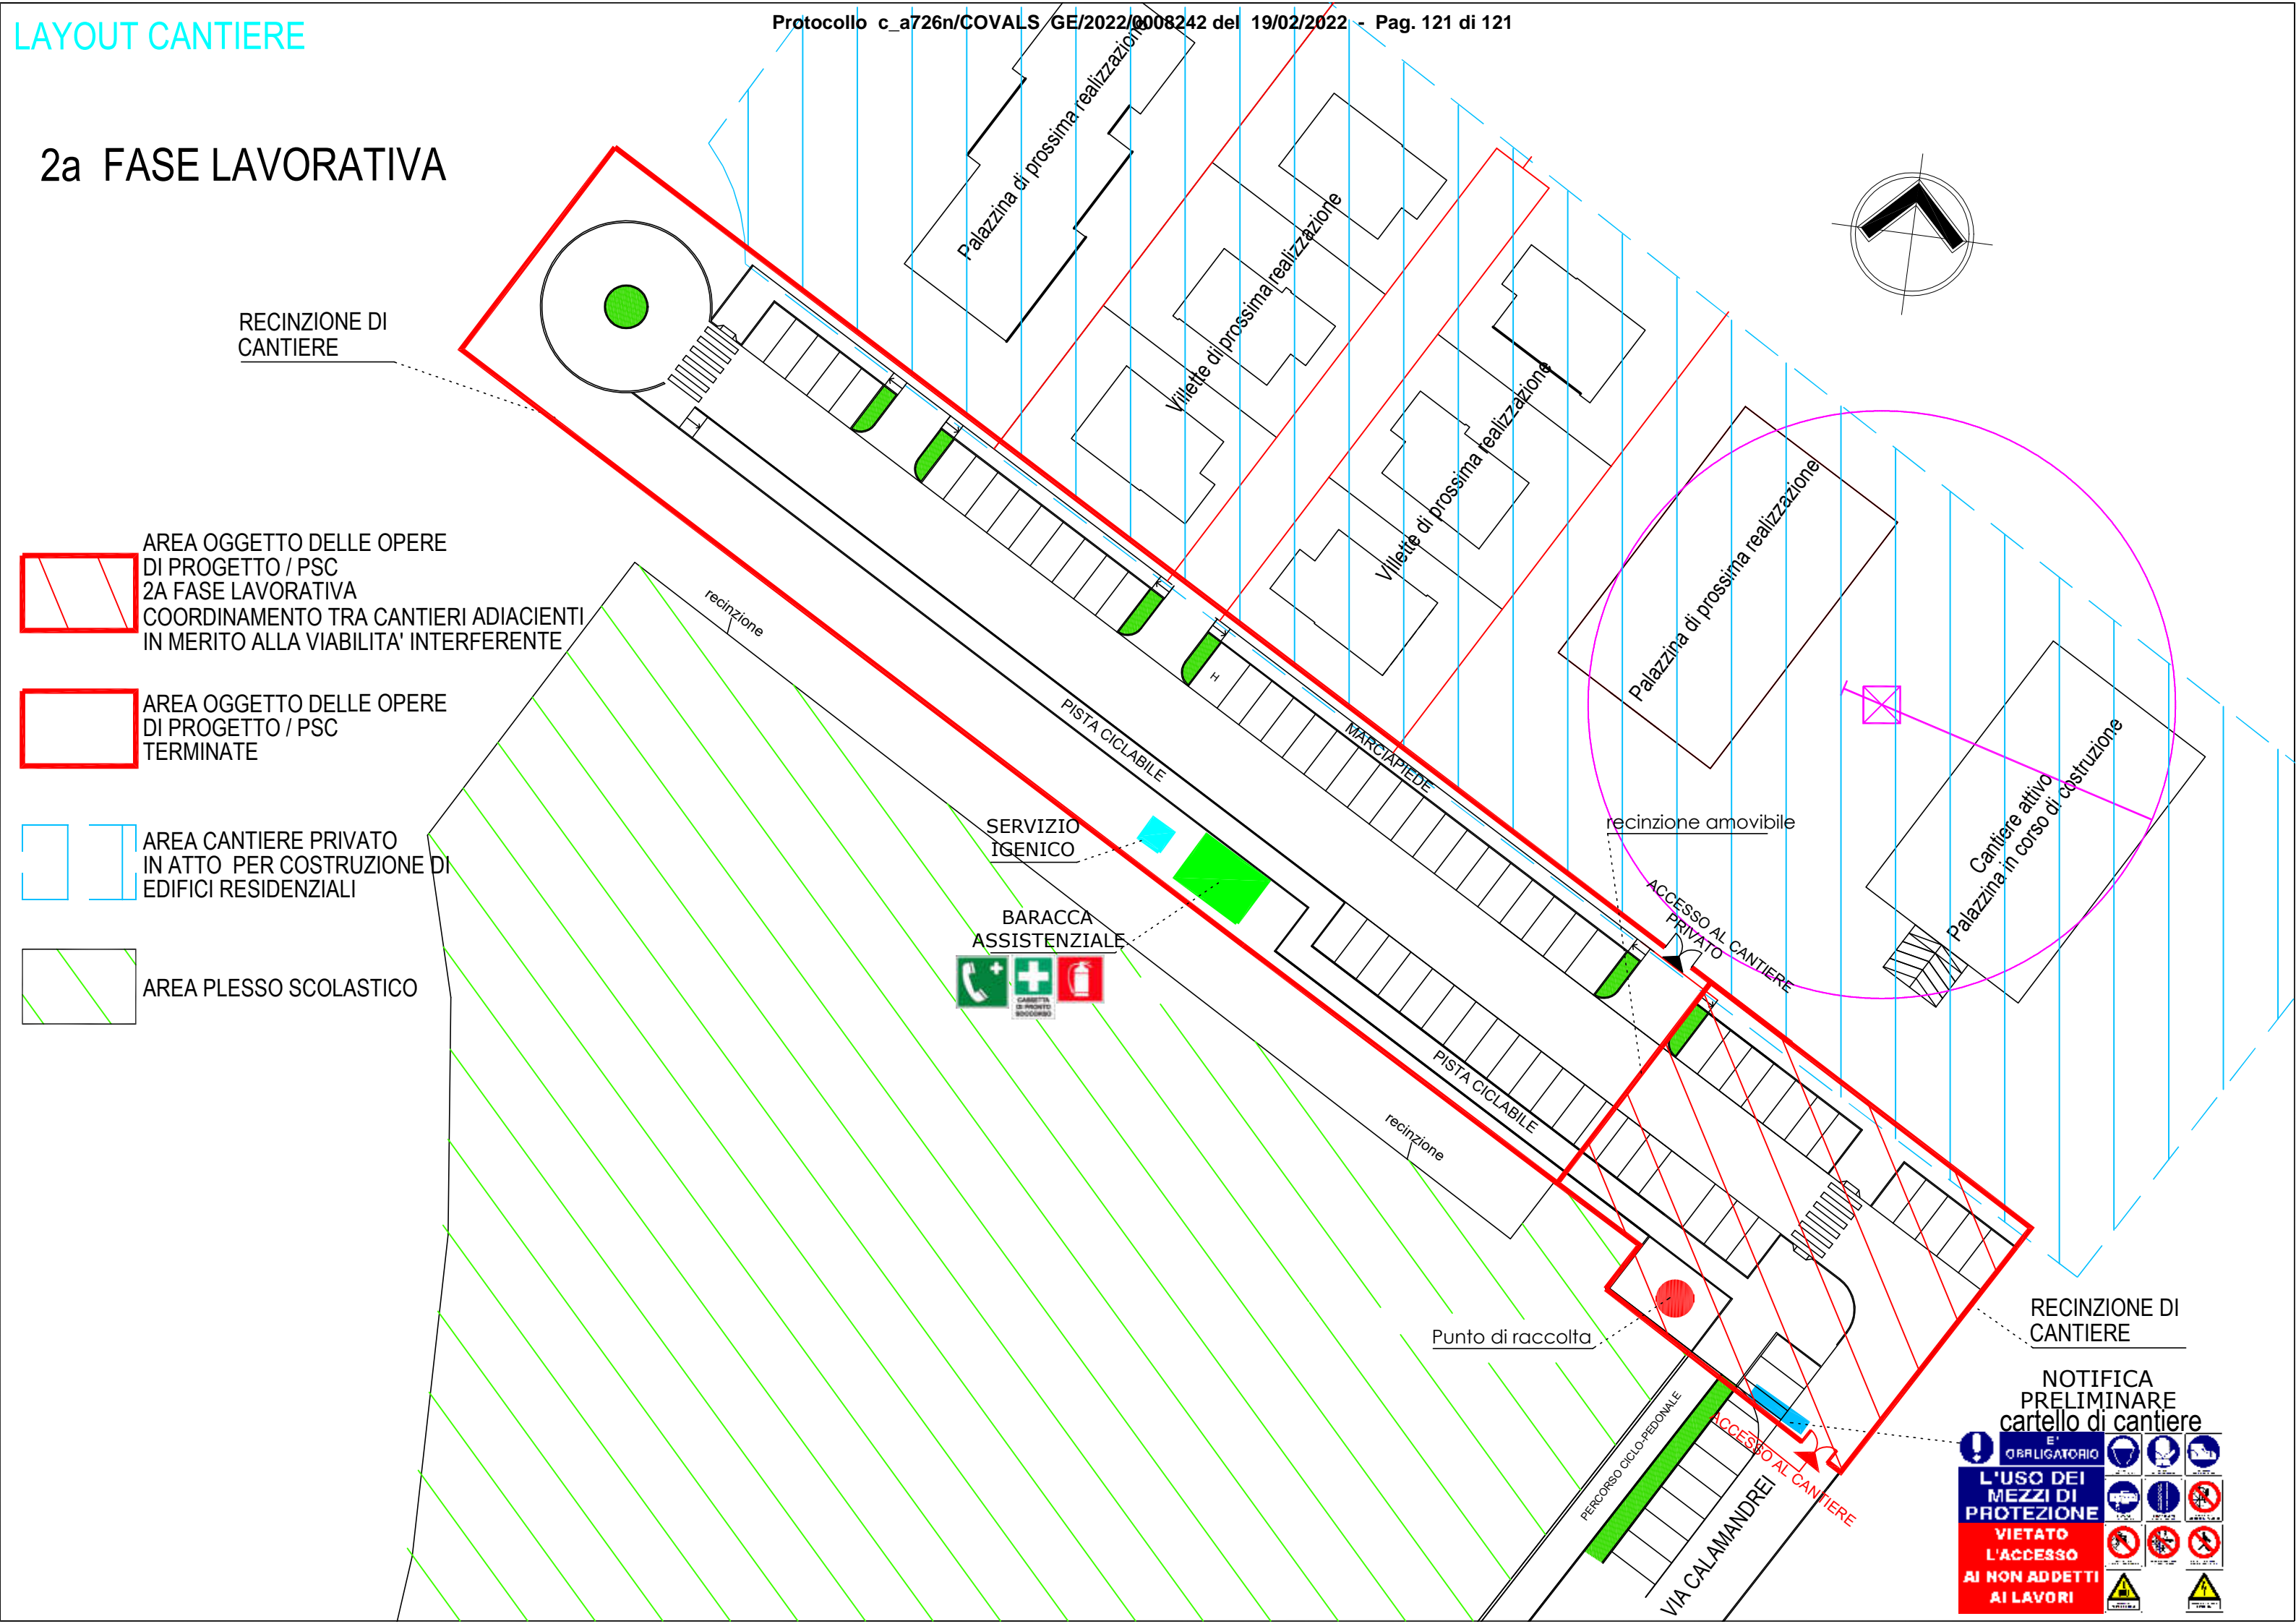 Protocollo c_a726n/COVALS GE/2022/0008242 del 19/02/2022 - Pag. 121 di 121
LAYOUT CANTIERE
2a FASE LAVORATIVA
RECINZIONE DI
CANTIERE
AREA OGGETTO DELLE OPERE
DI PROGETTO / PSC
2A FASE LAVORATIVA
COORDINAMENTO TRA CANTIERI ADIACIENTI
IN MERITO ALLA VIABILITA' INTERFERENTE
AREA OGGETTO DELLE OPERE
DI PROGETTO / PSC
TERMINATE
AREA CANTIERE PRIVATO
IN ATTO PER COSTRUZIONE DI
EDIFICI RESIDENZIALI
AREA PLESSO SCOLASTICO
Palazzina di prossima realizzazione
Villette di prossima realizzazione
Villette di prossima realizzazione
Palazzina di prossima realizzazione
Cantiere attivo
Palazzina in corso di costruzione
recinzione
PISTA CICLABILE
MARCIAPIEDE
H
SERVIZIO
IGENICO
BARACCA
ASSISTENZIALE
CASSETTA
DI PRONTO
SOCCORSO
recinzione amovibile
ACCESSO AL CANTIERE
PRIVATO
PISTA CICLABILE
recinzione
Punto di raccolta
PERCORSO CICLO-PEDONALE
ACCESSO AL CANTIERE
VIA CALAMANDREI
RECINZIONE DI
CANTIERE
NOTIFICA
PRELIMINARE
cartello di cantiere
E'
OBBLIGATORIO
L'USO DEI
MEZZI DI
PROTEZIONE
VIETATO
L'ACCESSO
AI NON ADDETTI
AI LAVORI